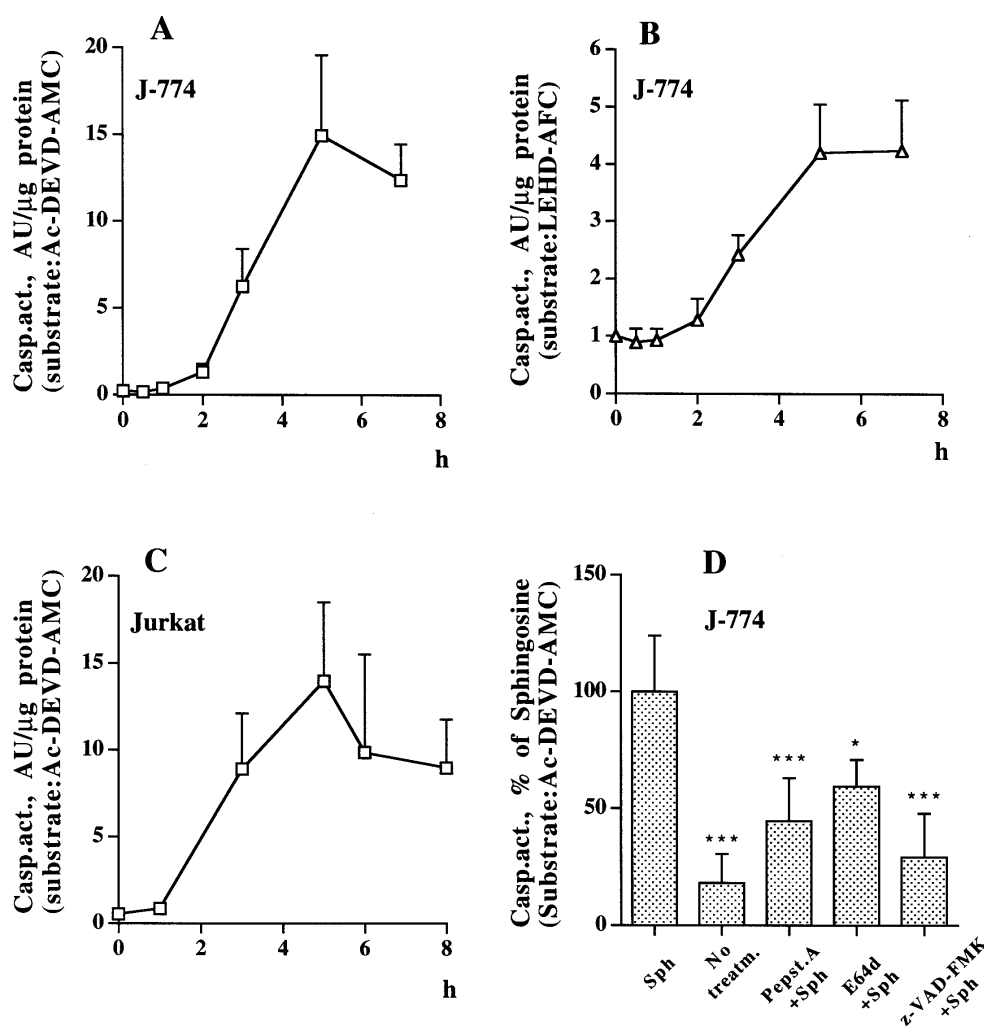 A
J-774
Casp.act., AU/µg protein
(substrate:Ac-DEVD-AMC)
20
15
10
5
0
0 2 4 6 8
h
B
J-774
Casp.act., AU/µg protein
(substrate:LEHD-AFC)
6
5
4
3
2
1
0
0 2 4 6 8
h
C
Jurkat
Casp.act., AU/µg protein
(substrate:Ac-DEVD-AMC)
20
15
10
5
0
0 2 4 6 8
h
D
J-774
Casp.act., % of Sphingosine
(Substrate:Ac-DEVD-AMC)
150
100
50
0
***
***
*
***
Sph
No
treatm.
Pepst.A
+Sph
E64d
+Sph
z-VAD-FMK
+Sph